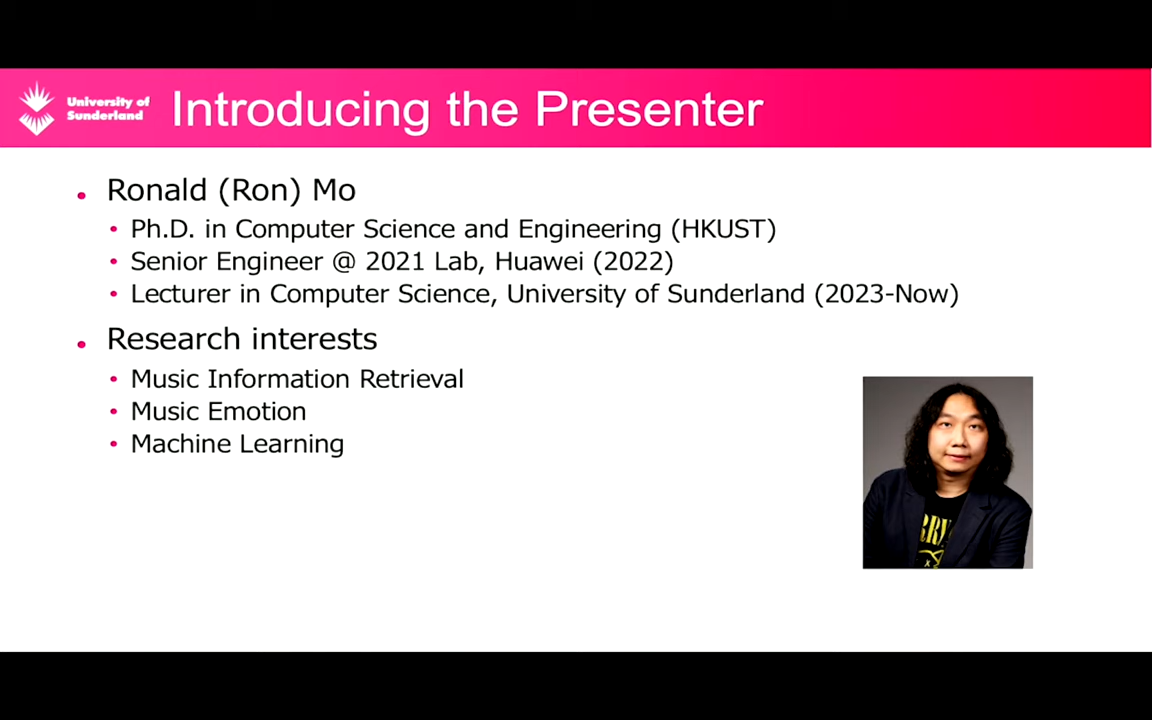 University of
Sunderland
Introducing the Presenter
Ronald (Ron) Mo
Ph.D. in Computer Science and Engineering (HKUST)
Senior Engineer @ 2021 Lab, Huawei (2022)
Lecturer in Computer Science, University of Sunderland (2023-Now)
Research interests
Music Information Retrieval
Music Emotion
Machine Learning